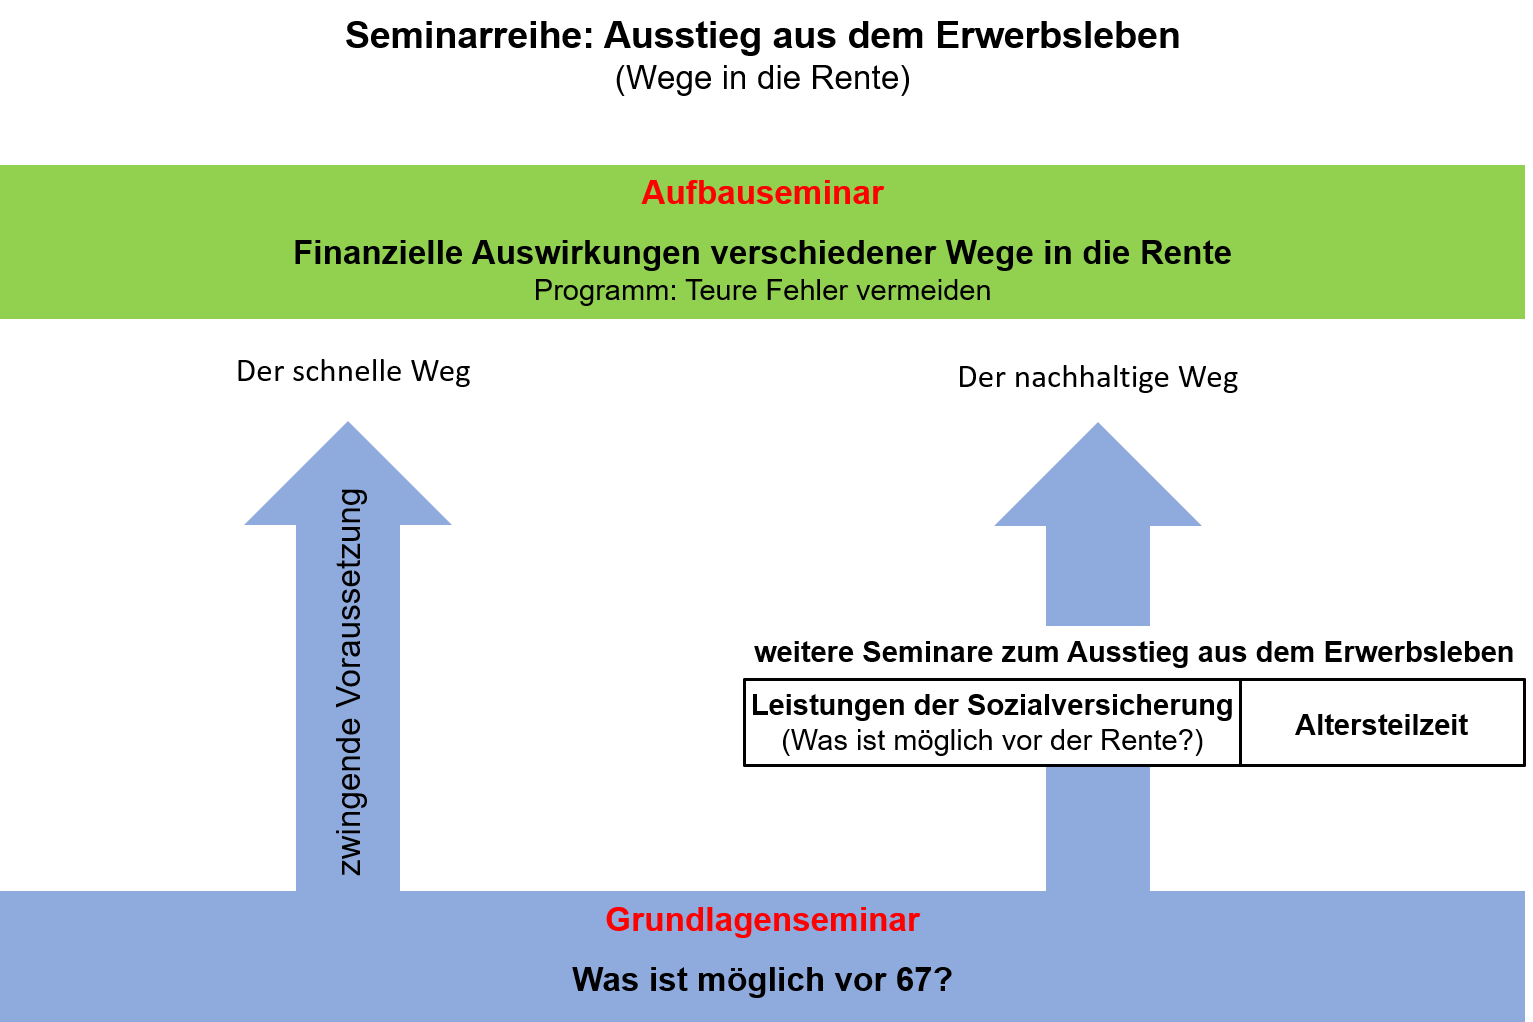 Seminarreihe: Ausstieg aus dem Erwerbsleben
(Wege in die Rente)
Aufbauseminar
Finanzielle Auswirkungen verschiedener Wege in die Rente
Programm: Teure Fehler vermeiden
Der schnelle Weg
Der nachhaltige Weg
zwingende Voraussetzung
weitere Seminare zum Ausstieg aus dem Erwerbsleben
Leistungen der Sozialversicherung
(Was ist möglich vor der Rente?)
Altersteilzeit
Grundlagenseminar
Was ist möglich vor 67?